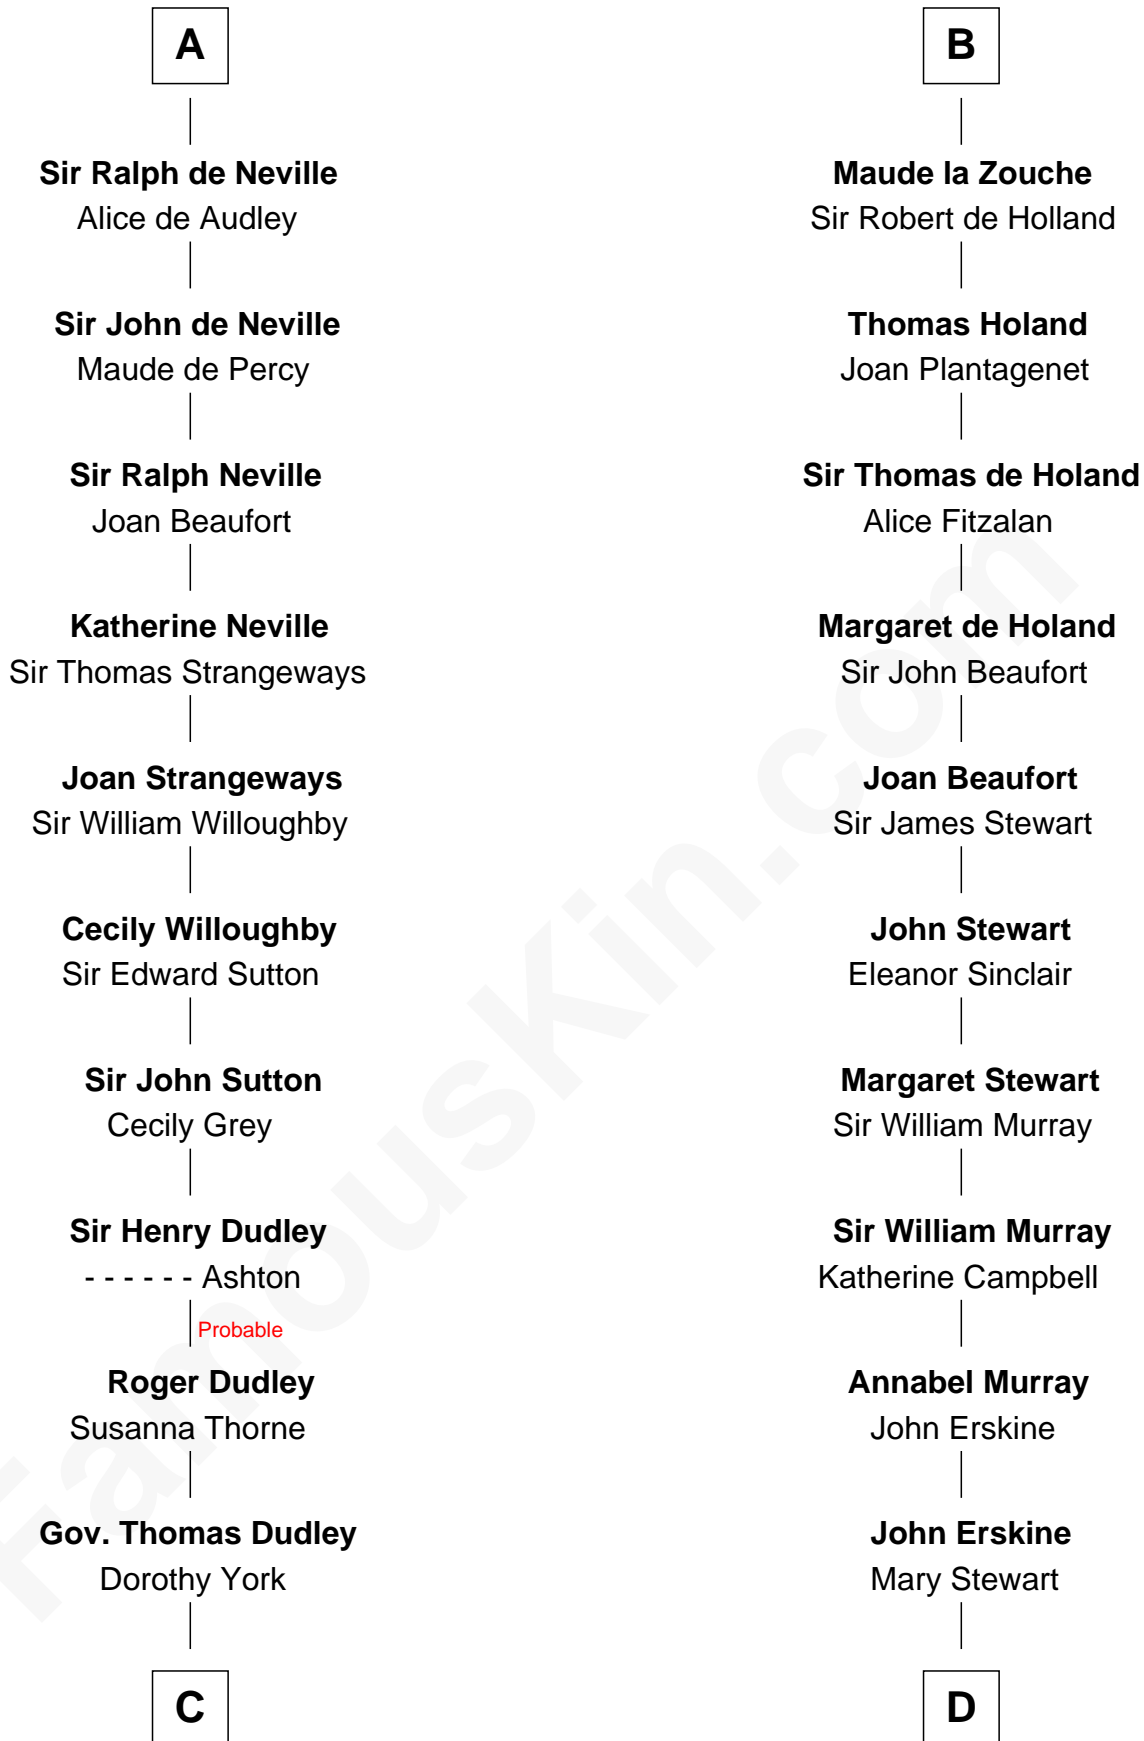 A
Sir Ralph de Neville
Alice de Audley
Sir John de Neville
Maude de Percy
Sir Ralph Neville
Joan Beaufort
Katherine Neville
Sir Thomas Strangeways
Joan Strangeways
Sir William Willoughby
Cecily Willoughby
Sir Edward Sutton
Sir John Sutton
Cecily Grey
Sir Henry Dudley
- - - - - - Ashton
Probable
Roger Dudley
Susanna Thorne
Gov. Thomas Dudley
Dorothy York
C
B
Maude la Zouche
Sir Robert de Holland
Thomas Holand
Joan Plantagenet
Sir Thomas de Holand
Alice Fitzalan
Margaret de Holand
Sir John Beaufort
Joan Beaufort
Sir James Stewart
John Stewart
Eleanor Sinclair
Margaret Stewart
Sir William Murray
Sir William Murray
Katherine Campbell
Annabel Murray
John Erskine
John Erskine
Mary Stewart
D
FamousKin.com